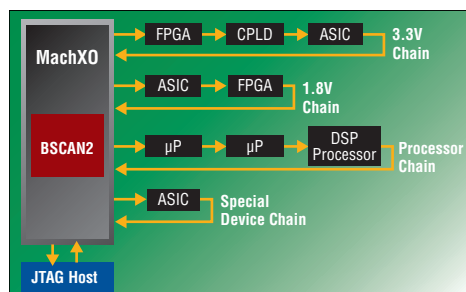 MachXO
FPGA CPLD ASIC 3.3V
Chain
ASIC FPGA 1.8V
Chain
BSCAN2
µP µP DSP
Processor
Processor
Chain
ASIC Special
Device Chain
JTAG Host